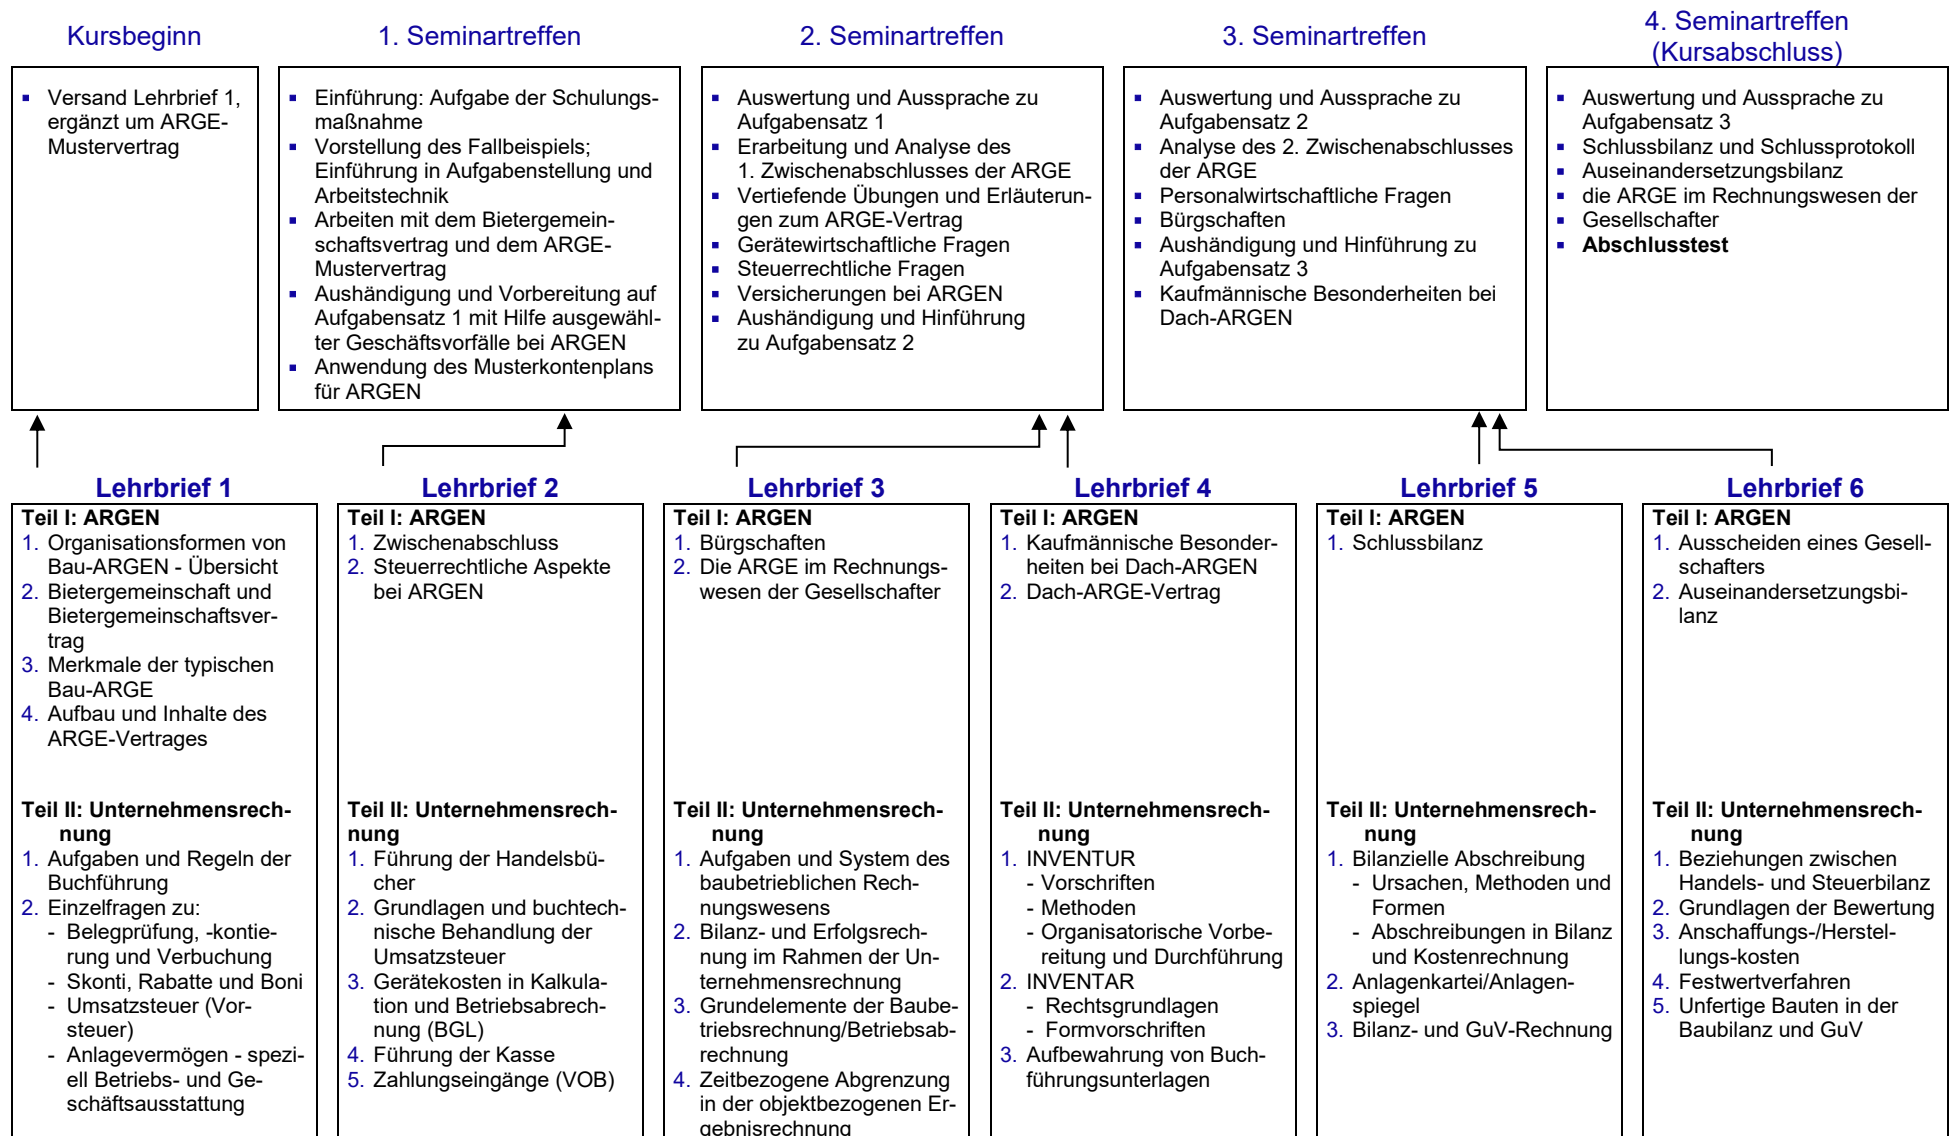 Kursbeginn
▪ Versand Lehrbrief 1,
ergänzt um ARGE-
Mustervertrag
1. Seminartreffen
▪ Einführung: Aufgabe der Schulungs-
maßnahme
▪ Vorstellung des Fallbeispiels;
Einführung in Aufgabenstellung und
Arbeitstechnik
▪ Arbeiten mit dem Bietergemein-
schaftsvertrag und dem ARGE-
Mustervertrag
▪ Aushändigung und Vorbereitung auf
Aufgabensatz 1 mit Hilfe ausgewähl-
ter Geschäftsvorfälle bei ARGEN
▪ Anwendung des Musterkontenplans
für ARGEN
2. Seminartreffen
▪ Auswertung und Aussprache zu
Aufgabensatz 1
▪ Erarbeitung und Analyse des
1. Zwischenabschlusses der ARGE
▪ Vertiefende Übungen und Erläuterun-
gen zum ARGE-Vertrag
▪ Gerätewirtschaftliche Fragen
▪ Steuerrechtliche Fragen
▪ Versicherungen bei ARGEN
▪ Aushändigung und Hinführung
zu Aufgabensatz 2
3. Seminartreffen
▪ Auswertung und Aussprache zu
Aufgabensatz 2
▪ Analyse des 2. Zwischenabschlusses
der ARGE
▪ Personalwirtschaftliche Fragen
▪ Bürgschaften
▪ Aushändigung und Hinführung zu
Aufgabensatz 3
▪ Kaufmännische Besonderheiten bei
Dach-ARGEN
4. Seminartreffen
(Kursabschluss)
▪ Auswertung und Aussprache zu
Aufgabensatz 3
▪ Schlussbilanz und Schlussprotokoll
▪ Auseinandersetzungsbilanz
▪ die ARGE im Rechnungswesen der
▪ Gesellschafter
▪ Abschlusstest
Lehrbrief 1
Teil I: ARGEN
1. Organisationsformen von
Bau-ARGEN - Übersicht
2. Bietergemeinschaft und
Bietergemeinschaftsver-
trag
3. Merkmale der typischen
Bau-ARGE
4. Aufbau und Inhalte des
ARGE-Vertrages
Teil II: Unternehmensrech-
nung
1. Aufgaben und Regeln der
Buchführung
2. Einzelfragen zu:
- Belegprüfung, -kontie-
rung und Verbuchung
- Skonti, Rabatte und Boni
- Umsatzsteuer (Vor-
steuer)
- Anlagevermögen - spezi-
ell Betriebs- und Ge-
schäftsausstattung
Lehrbrief 2
Teil I: ARGEN
1. Zwischenabschluss
2. Steuerrechtliche Aspekte
bei ARGEN
Teil II: Unternehmensrech-
nung
1. Führung der Handelsbü-
cher
2. Grundlagen und buchtech-
nische Behandlung der
Umsatzsteuer
3. Gerätekosten in Kalkula-
tion und Betriebsabrech-
nung (BGL)
4. Führung der Kasse
5. Zahlungseingänge (VOB)
Lehrbrief 3
Teil I: ARGEN
1. Bürgschaften
2. Die ARGE im Rechnungs-
wesen der Gesellschafter
Teil II: Unternehmensrech-
nung
1. Aufgaben und System des
baubetrieblichen Rech-
nungswesens
2. Bilanz- und Erfolgsrech-
nung im Rahmen der Un-
ternehmensrechnung
3. Grundelemente der Baube-
triebsrechnung/Betriebsab-
rechnung
4. Zeitbezogene Abgrenzung
in der objektbezogenen Er-
gebnisrechnung
Lehrbrief 4
Teil I: ARGEN
1. Kaufmännische Besonder-
heiten bei Dach-ARGEN
2. Dach-ARGE-Vertrag
Teil II: Unternehmensrech-
nung
1. INVENTUR
- Vorschriften
- Methoden
- Organisatorische Vorbe-
reitung und Durchführung
2. INVENTAR
- Rechtsgrundlagen
- Formvorschriften
3. Aufbewahrung von Buch-
führungsunterlagen
Lehrbrief 5
Teil I: ARGEN
1. Schlussbilanz
Teil II: Unternehmensrech-
nung
1. Bilanzielle Abschreibung
- Ursachen, Methoden und
Formen
- Abschreibungen in Bilanz
und Kostenrechnung
2. Anlagenkartei/Anlagen-
spiegel
3. Bilanz- und GuV-Rechnung
Lehrbrief 6
Teil I: ARGEN
1. Ausscheiden eines Gesell-
schafters
2. Auseinandersetzungsbi-
lanz
Teil II: Unternehmensrech-
nung
1. Beziehungen zwischen
Handels- und Steuerbilanz
2. Grundlagen der Bewertung
3. Anschaffungs-/Herstel-
lungs-kosten
4. Festwertverfahren
5. Unfertige Bauten in der
Baubilanz und GuV